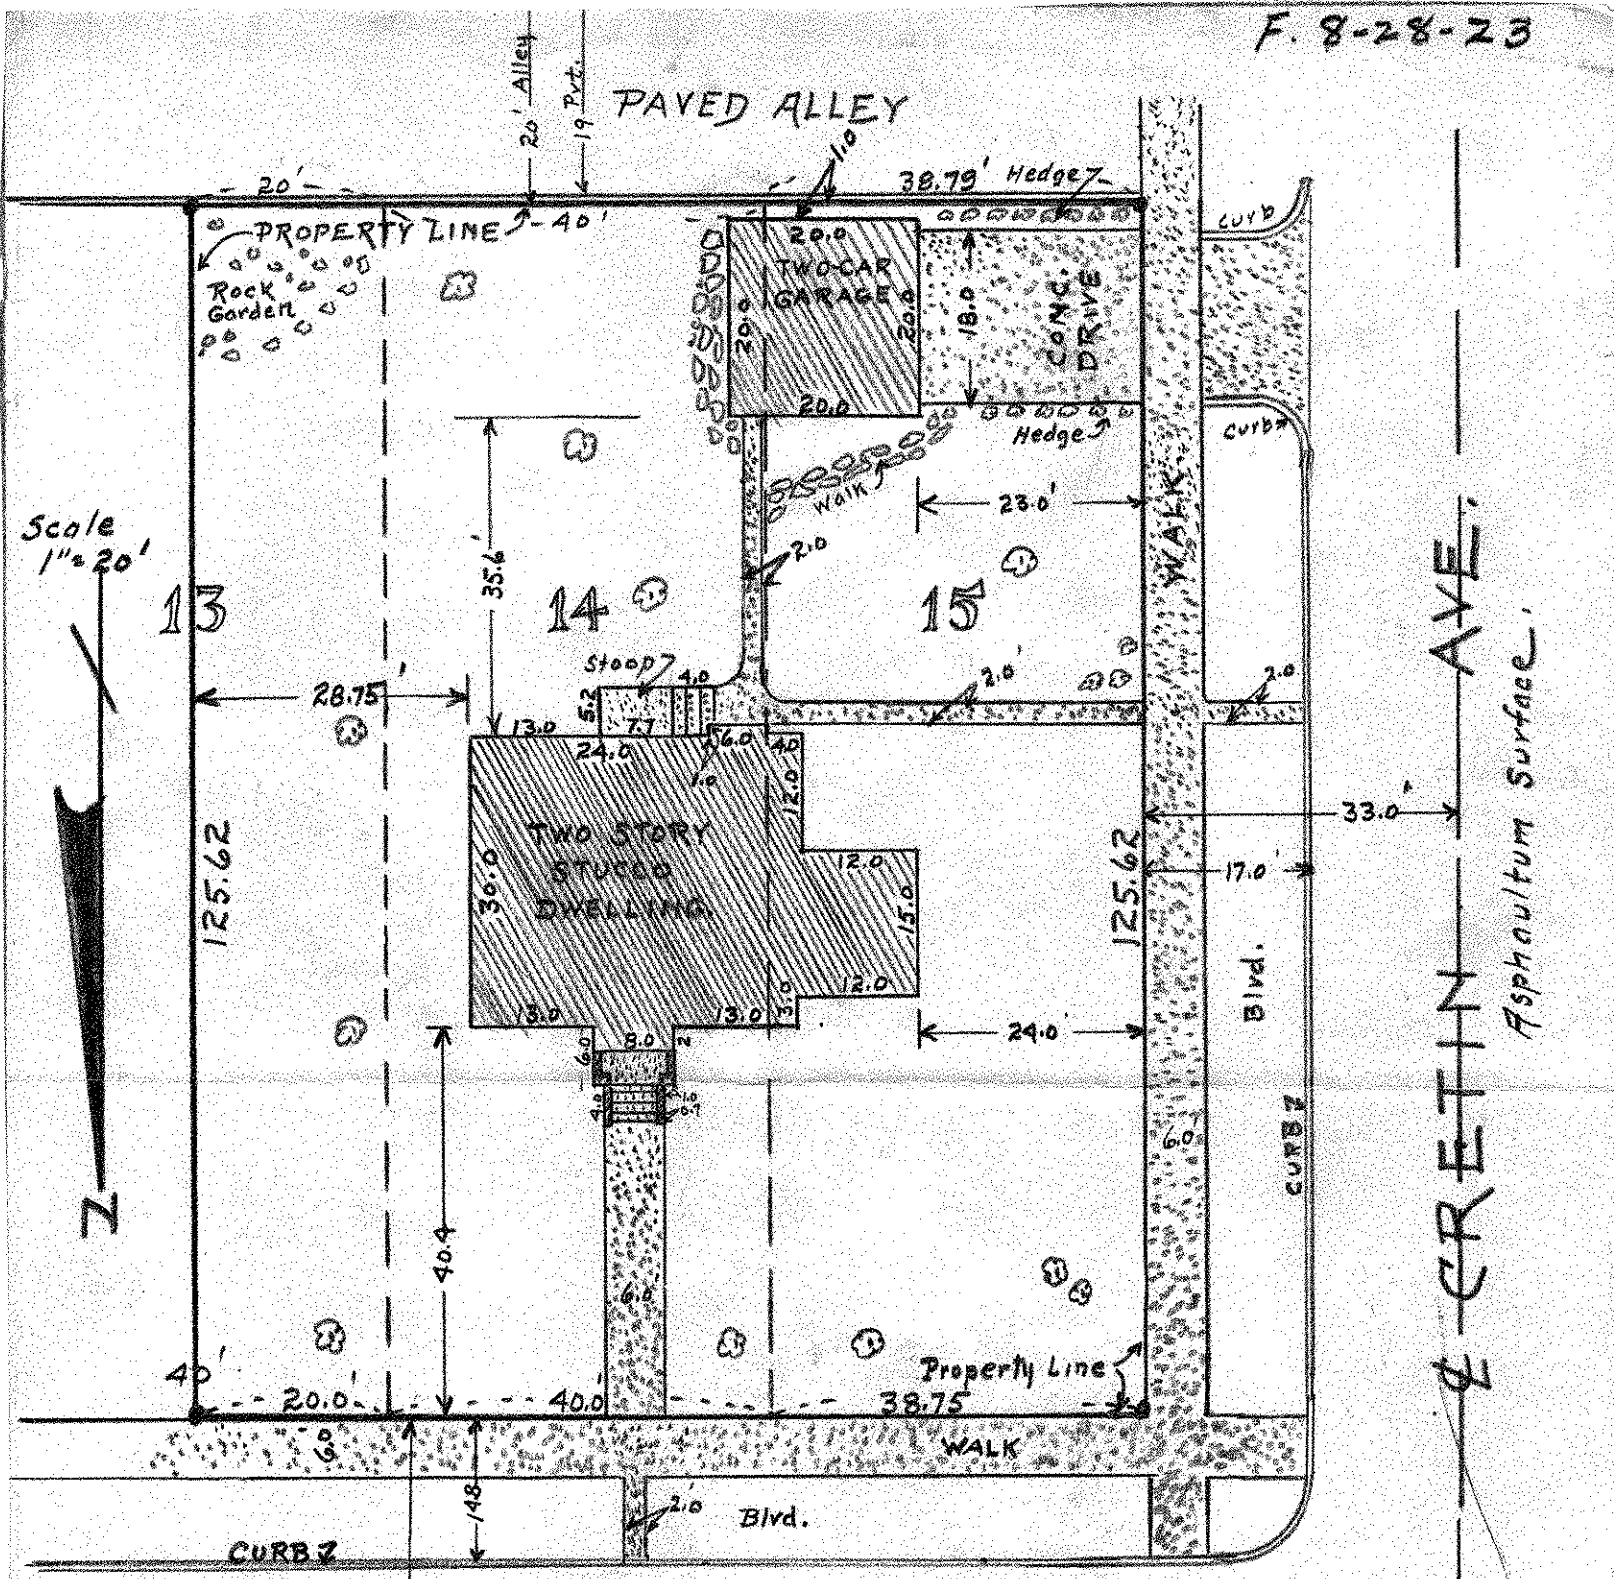 F. 8-28-23
20' Alley
19' Pvt.
PAVED ALLEY
1.0
20'
40'
38.79'
Hedge
PROPERTY LINE
Rock
Garden
20.0
TWO-CAR
GARAGE
20.0
20.0
20.0
18.0
CONC.
DRIVE
curb
curb
Hedge
Walk
23.0'
WALK
Scale
1"=20'
35.6'
2.0
13
14
15
AVE.
Stoop
4.0
28.75'
5.2
7.7
2.0'
2.0
13.0
24.0
6.0
4.0
1.0
12.0
33.0'
Asphaultum Surface.
125.62
TWO STORY
STUCCO
DWELLING.
30.0
12.0
15.0
125.62
17.0'
Blvd.
12.0
3.0
13.0
13.0
24.0'
8.0
6.0
2
4.0
1.0
0.7
N
40.4
6.0
6.0
CURB
℄ CRETIN
Property Line
40'
20.0'
40.0'
38.75'
6.0
WALK
148
2.0'
Blvd.
CURB